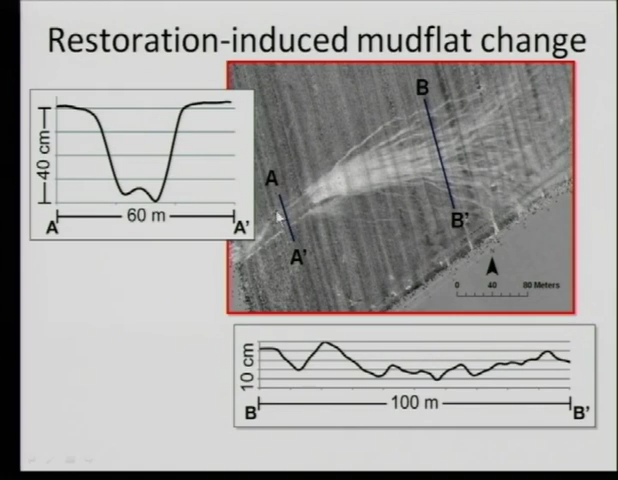 Restoration-induced mudflat change
40 cm
60 m
A
A'
B
A
B'
A'
0 40 80 Meters
10 cm
100 m
B
B'